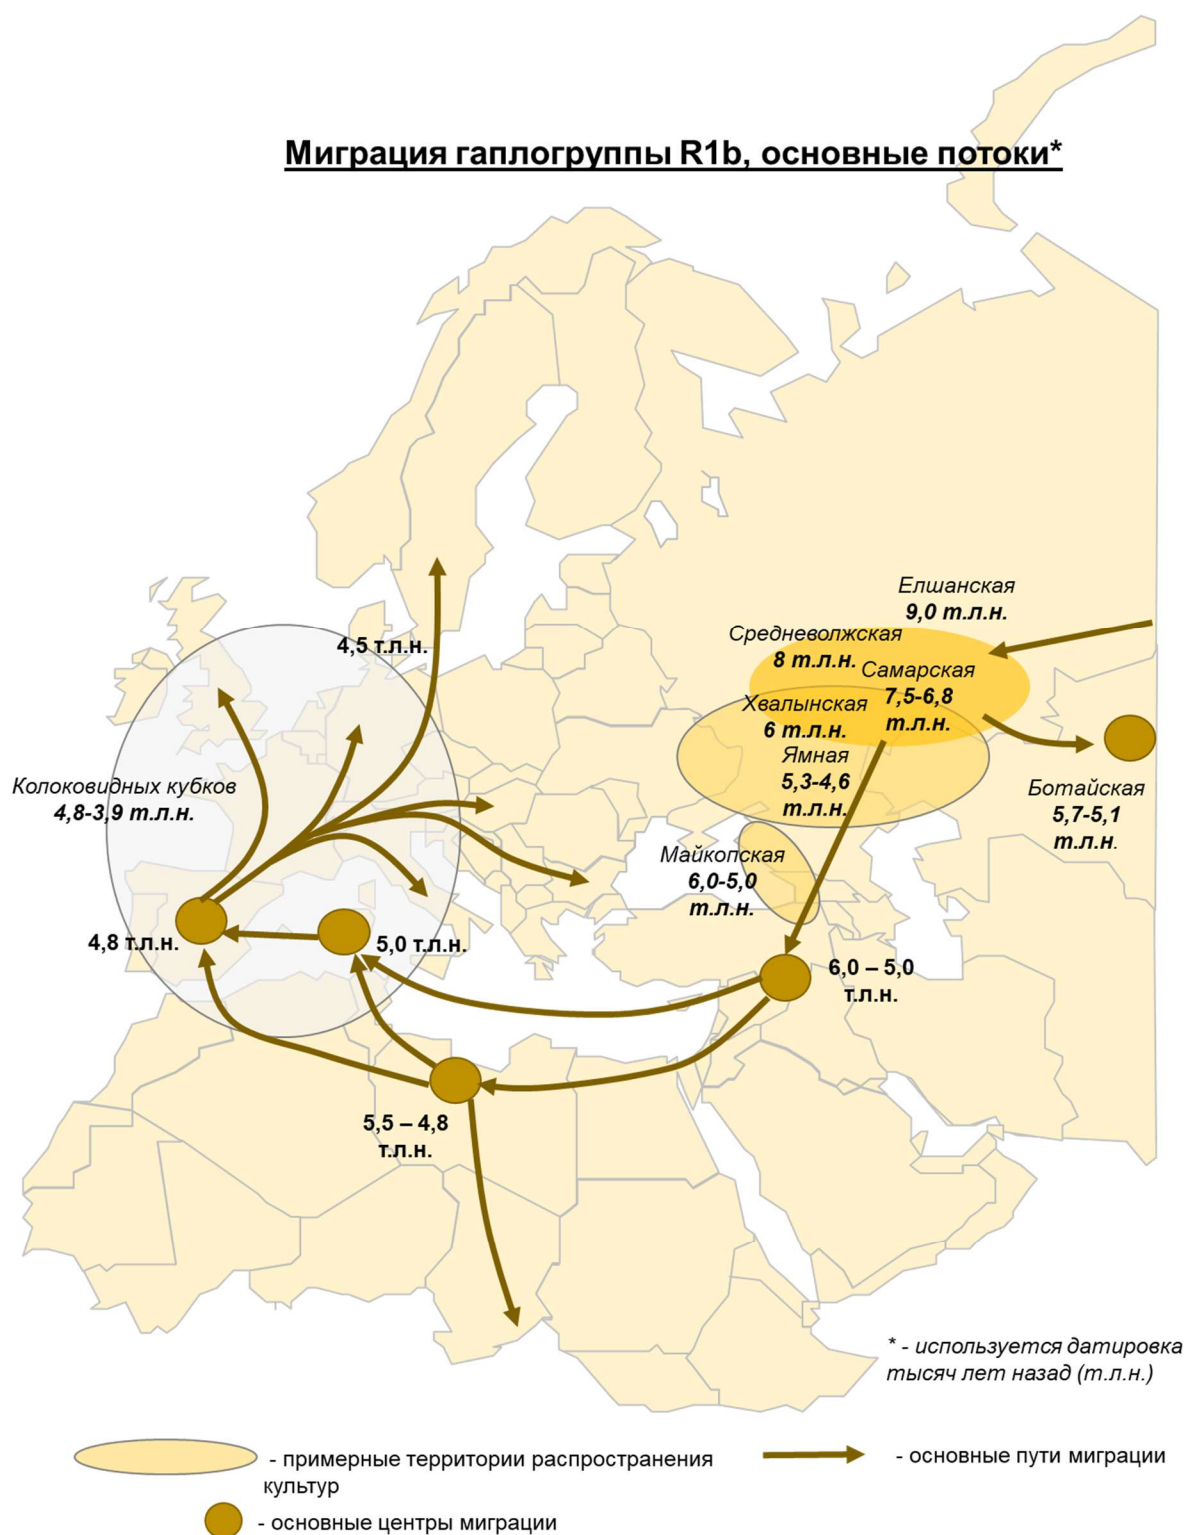 Миграция гаплогруппы R1b, основные потоки*
Елшанская
9,0 т.л.н.
Средневолжская
8 т.л.н.
4,5 т.л.н.
Самарская
7,5-6,8
т.л.н.
Хвалынская
6 т.л.н.
Ямная
5,3-4,6
т.л.н.
Колоковидных кубков
4,8-3,9 т.л.н.
Ботайская
5,7-5,1
т.л.н.
Майкопская
6,0-5,0
т.л.н.
4,8 т.л.н.
5,0 т.л.н.
6,0 – 5,0
т.л.н.
5,5 – 4,8
т.л.н.
* - используется датировка
тысяч лет назад (т.л.н.)
- примерные территории распространения
культур
- основные пути миграции
- основные центры миграции